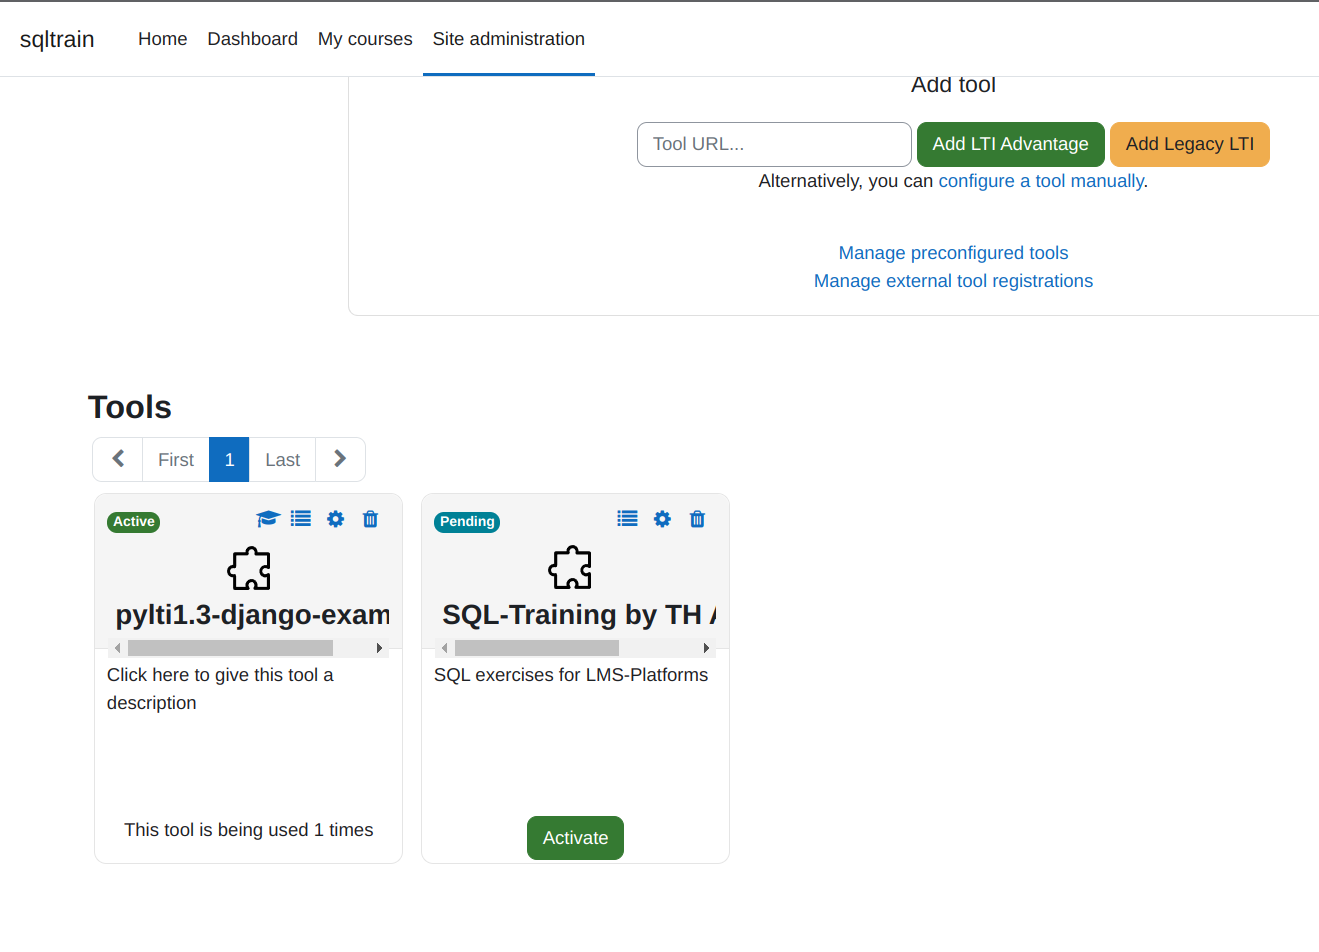 sqltrain Home Dashboard My courses Site administration
Add tool
Tool URL... Add LTI Advantage Add Legacy LTI
Alternatively, you can configure a tool manually.
Manage preconfigured tools
Manage external tool registrations
Tools
First 1 Last
Active
pylti1.3-django-exam
Click here to give this tool a
description
This tool is being used 1 times
Pending
SQL-Training by TH
SQL exercises for LMS-Platforms
Activate